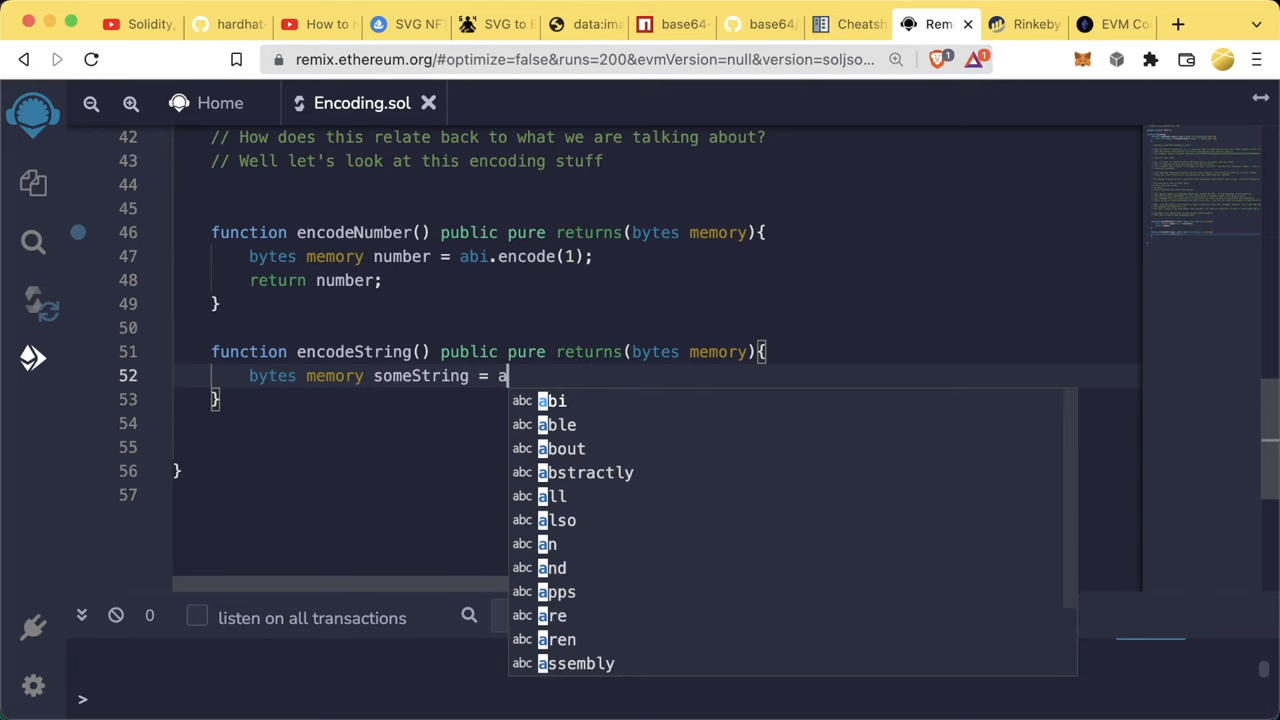 Solidity,
hardhat-
How to r
SVG NF
SVG to E
data:ima
base64-
base64/
Cheatsh
Remi
Rinkeby
EVM Co
remix.ethereum.org/#optimize=false&runs=200&evmVersion=null&version=soljso...
1
1
Home
Encoding.sol
42 // How does this relate back to what we are talking about?
43 // Well let's look at this encoding stuff
44
45
46 function encodeNumber() public pure returns(bytes memory){
47 bytes memory number = abi.encode(1);
48 return number;
49 }
50
51 function encodeString() public pure returns(bytes memory){
52 bytes memory someString = a
53 }
54
55
56 }
57
abc abi
abc able
abc about
abc abstractly
abc all
abc also
abc an
abc and
abc apps
abc are
abc aren
abc assembly
0 listen on all transactions
>